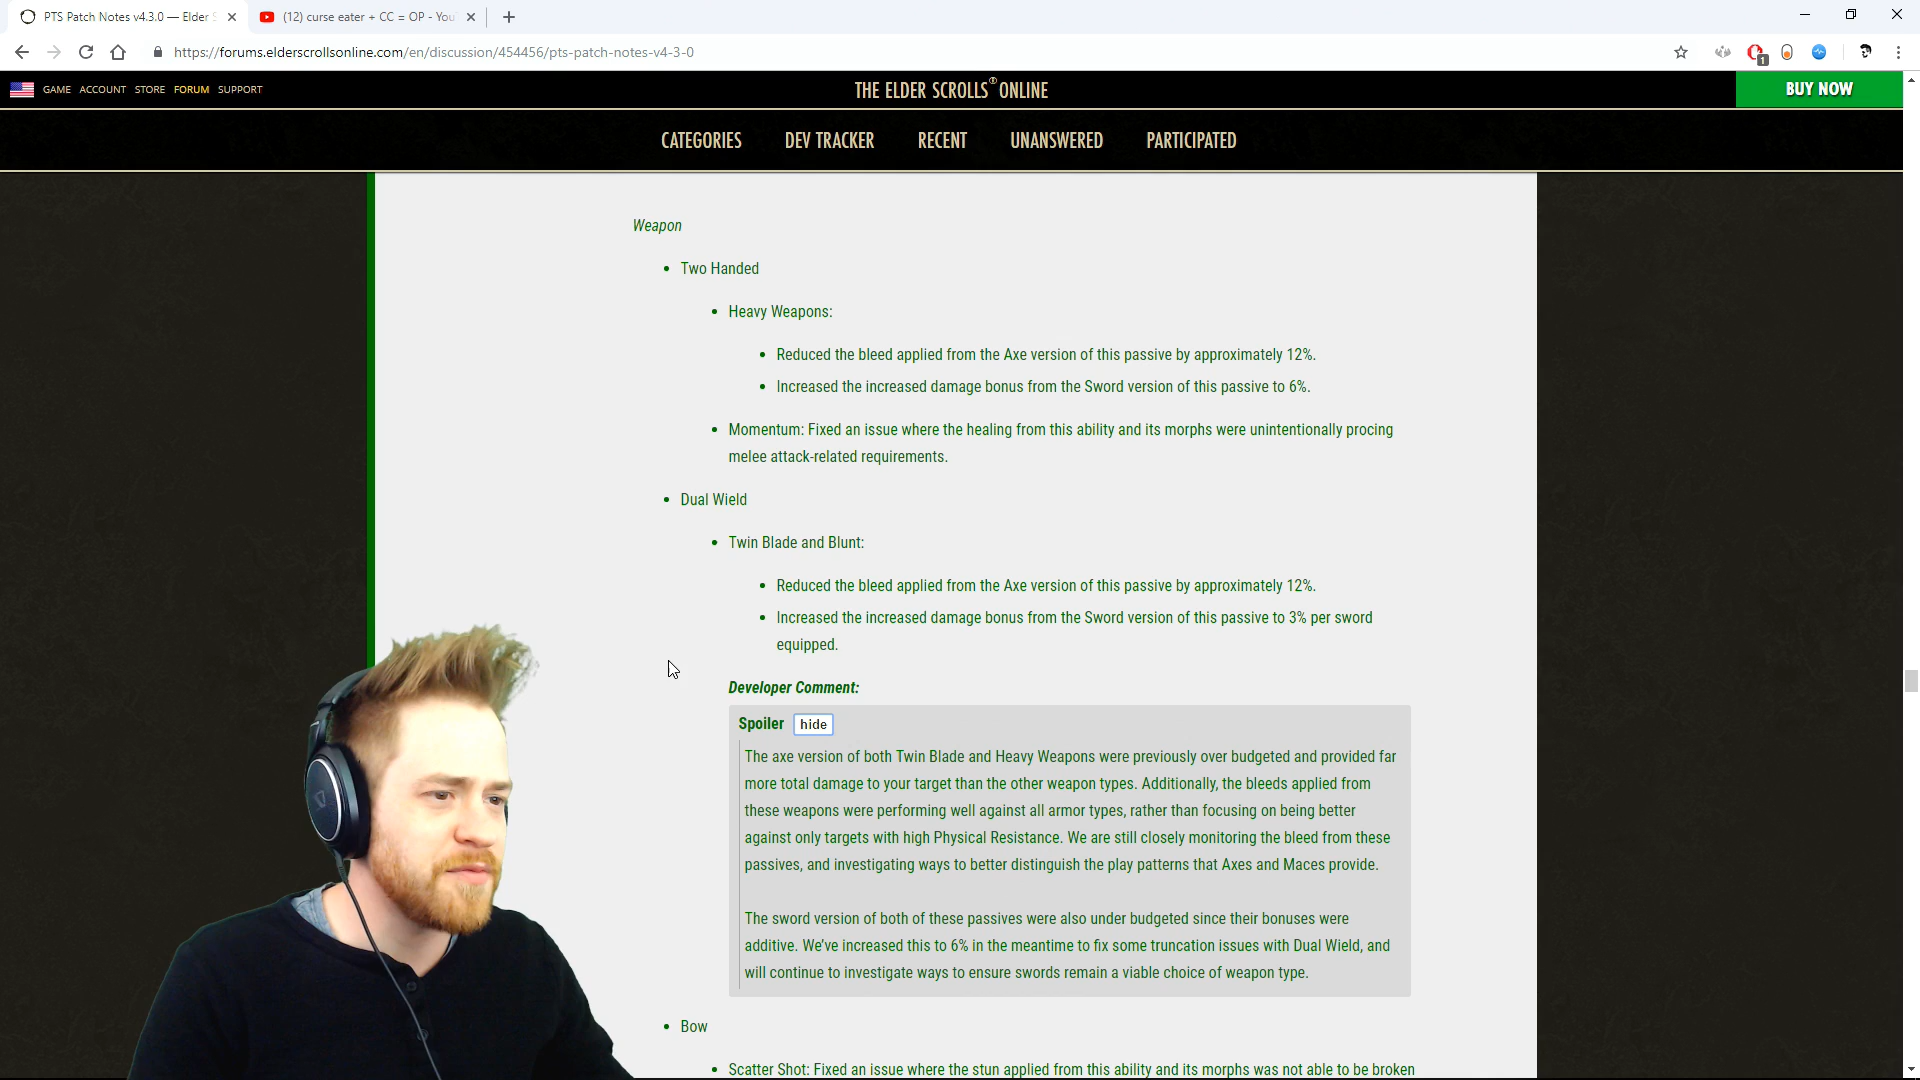 PTS Patch Notes v4.3.0 — Elder S
(12) curse eater + CC = OP - You
https://forums.elderscrollsonline.com/en/discussion/454456/pts-patch-notes-v4-3-0
1
GAME ACCOUNT STORE FORUM SUPPORT
THE ELDER SCROLLS® ONLINE
BUY NOW
CATEGORIES DEV TRACKER RECENT UNANSWERED PARTICIPATED
Weapon
• Two Handed
• Heavy Weapons:
• Reduced the bleed applied from the Axe version of this passive by approximately 12%.
• Increased the increased damage bonus from the Sword version of this passive to 6%.
• Momentum: Fixed an issue where the healing from this ability and its morphs were unintentionally procing
melee attack-related requirements.
• Dual Wield
• Twin Blade and Blunt:
• Reduced the bleed applied from the Axe version of this passive by approximately 12%.
• Increased the increased damage bonus from the Sword version of this passive to 3% per sword
equipped.
Developer Comment:
Spoiler hide
The axe version of both Twin Blade and Heavy Weapons were previously over budgeted and provided far
more total damage to your target than the other weapon types. Additionally, the bleeds applied from
these weapons were performing well against all armor types, rather than focusing on being better
against only targets with high Physical Resistance. We are still closely monitoring the bleed from these
passives, and investigating ways to better distinguish the play patterns that Axes and Maces provide.
The sword version of both of these passives were also under budgeted since their bonuses were
additive. We've increased this to 6% in the meantime to fix some truncation issues with Dual Wield, and
will continue to investigate ways to ensure swords remain a viable choice of weapon type.
• Bow
• Scatter Shot: Fixed an issue where the stun applied from this ability and its morphs was not able to be broken